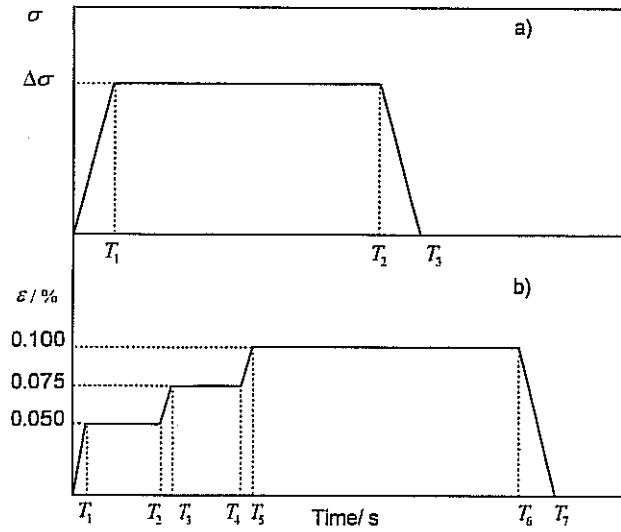 σ
a)
Δσ
T₁ T₂ T₃
ε/%
b)
0.100
0.075
0.050
T₁ T₂ T₃ T₄ T₅ Time/s T₆ T₇